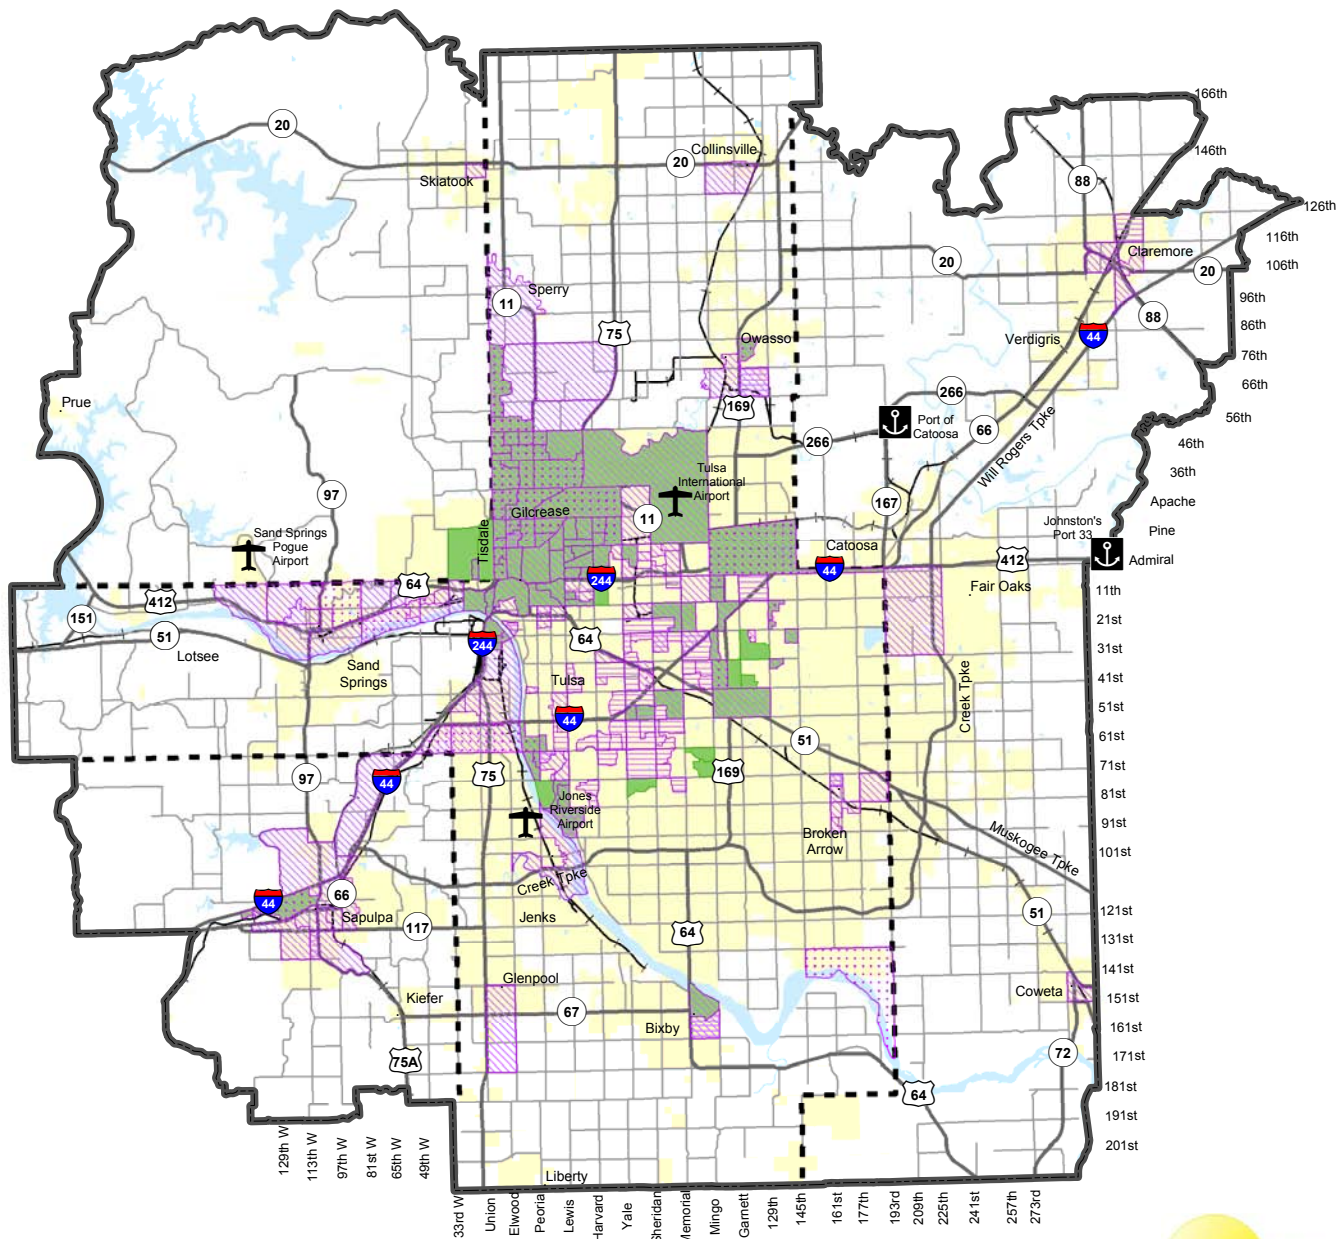 166th
20
Collinsville
146th
20
88
Skiatook
126th
116th
Claremore
20
106th
20
Sperry
96th
11
88
86th
75
44
Owasso
Verdigris
76th
66th
266
Prue
169
Port of
Catoosa
56th
66
266
46th
Will Rogers Tpke
36th
Tulsa
International
Airport
97
167
Apache
Gilcrease
11
Johnston's
Port 33
Pine
Sand Springs
Pogue
Airport
Tisdale
Catoosa
412
Admiral
44
244
64
Fair Oaks
11th
412
151
21st
51
64
244
Lotsee
31st
Sand
Springs
Tulsa
41st
Creek Tpke
51st
44
51
61st
71st
97
44
75
169
81st
Jones
Riverside
Airport
91st
Broken
Arrow
Muskogee Tpke
101st
Creek Tpke
66
44
121st
Sapulpa
Jenks
51
117
64
131st
141st
Glenpool
Coweta
Kiefer
151st
67
Bixby
161st
72
171st
75A
181st
64
191st
201st
129th W
113th W
97th W
81st W
65th W
49th W
Liberty
33rd W
Union
Elwood
Peoria
Lewis
Harvard
Yale
Sheridan
Memorial
Mingo
Garnett
129th
145th
161st
177th
193rd
209th
225th
241st
257th
273rd